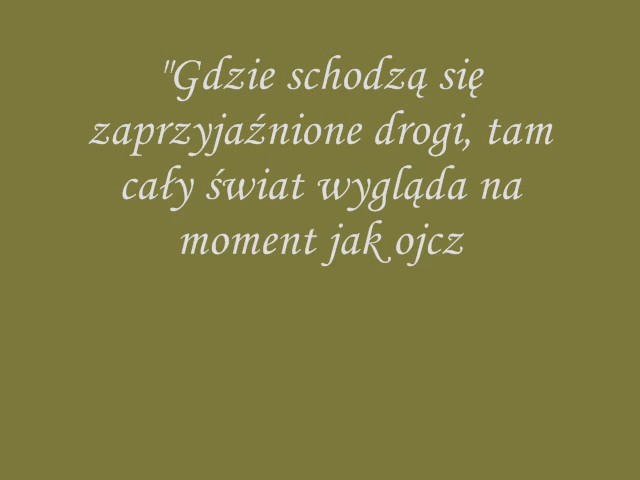 "Gdzie schodzą się
zaprzyjaźnione drogi, tam
cały świat wygląda na
moment jak ojcz